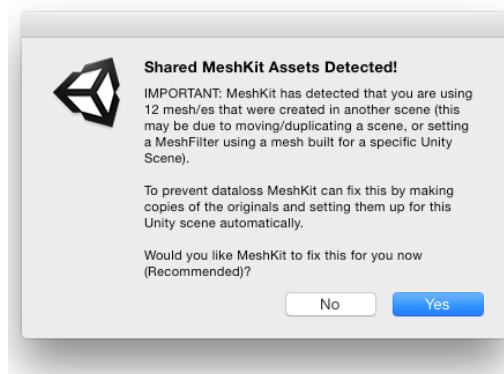 Shared MeshKit Assets Detected!
IMPORTANT: MeshKit has detected that you are using
12 mesh/es that were created in another scene (this
may be due to moving/duplicating a scene, or setting
a MeshFilter using a mesh built for a specific Unity
Scene).
To prevent dataloss MeshKit can fix this by making
copies of the originals and setting them up for this
Unity scene automatically.
Would you like MeshKit to fix this for you now
(Recommended)?
No
Yes